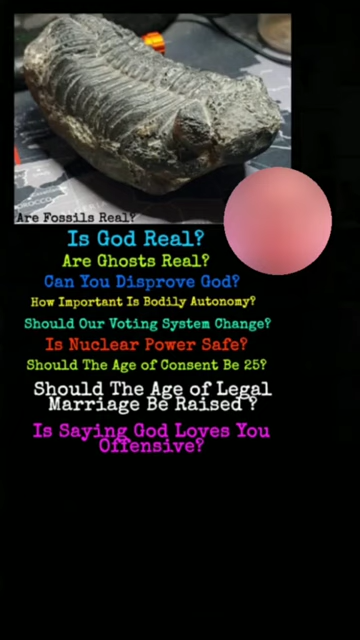 MOROCCO
Are Fossils Real?
Is God Real?
Are Ghosts Real?
Can You Disprove God?
How Important Is Bodily Autonomy?
Should Our Voting System Change?
Is Nuclear Power Safe?
Should The Age of Consent Be 25?
Should The Age of Legal
Marriage Be Raised ?
Is Saying God Loves You
Offensive?